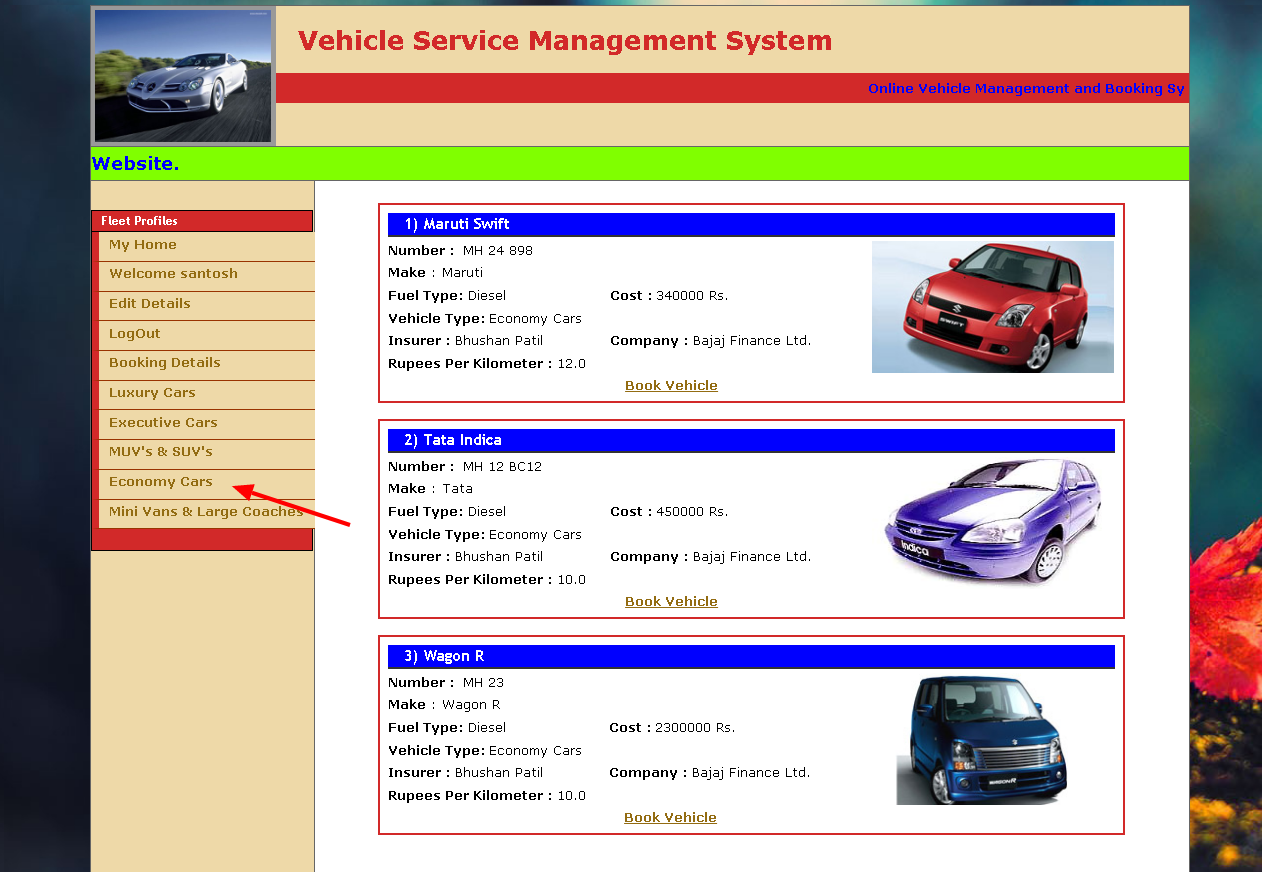 Vehicle Service Management System
Online Vehicle Management and Booking Sy
Website.
Fleet Profiles
My Home
Welcome santosh
Edit Details
LogOut
Booking Details
Luxury Cars
Executive Cars
MUV's & SUV's
Economy Cars
Mini Vans & Large Coaches
1) Maruti Swift
Number : MH 24 898
Make : Maruti
Fuel Type: Diesel Cost : 340000 Rs.
Vehicle Type: Economy Cars
Insurer : Bhushan Patil Company : Bajaj Finance Ltd.
Rupees Per Kilometer : 12.0
Book Vehicle
SWIFT
2) Tata Indica
Number : MH 12 BC12
Make : Tata
Fuel Type: Diesel Cost : 450000 Rs.
Vehicle Type: Economy Cars
Insurer : Bhushan Patil Company : Bajaj Finance Ltd.
Rupees Per Kilometer : 10.0
Book Vehicle
indica
3) Wagon R
Number : MH 23
Make : Wagon R
Fuel Type: Diesel Cost : 2300000 Rs.
Vehicle Type: Economy Cars
Insurer : Bhushan Patil Company : Bajaj Finance Ltd.
Rupees Per Kilometer : 10.0
Book Vehicle
WAGONR